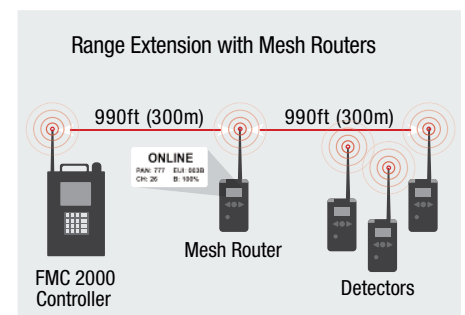 Range Extension with Mesh Routers
990ft (300m)
990ft (300m)
ONLINE
PAN: 777 EUI: 003B
CH: 26 B: 100%
Mesh Router
FMC 2000
Controller
Detectors